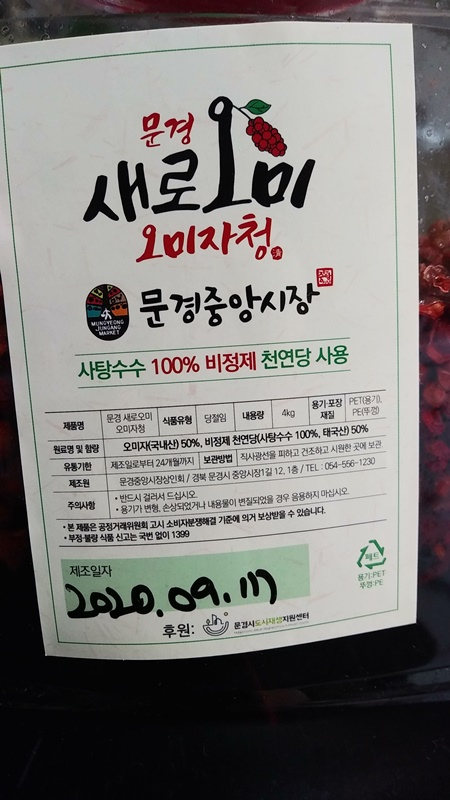 문경
새로오미
오미자청
MUNGYEONG
JUNGANG
MARKET
문경중앙시장
사탕수수 100% 비정제 천연당 사용
제품명 문경 새로오미 오미자청 식품유형 당절임 내용량 4kg 용기·포장 재질 PET(용기), PE(뚜껑)
원료명 및 함량 오미자(국내산) 50%, 비정제 천연당(사탕수수 100%, 태국산) 50%
유통기한 제조일로부터 24개월까지 보관방법 직사광선을 피하고 건조하고 시원한 곳에 보관
제조원 문경중앙시장상인회 / 경북 문경시 중앙시장1길 12, 1층 / TEL : 054-556-1230
주의사항 • 반드시 걸러서 드십시오.
• 용기가 변형, 손상되었거나 내용물이 변질되었을 경우 음용하지 마십시오.
• 본 제품은 공정거래위원회 고시 소비자분쟁해결 기준에 의거 보상받을 수 있습니다.
• 부정·불량 식품 신고는 국번 없이 1399
제조일자
2020.09.17
페트
용기:PET
뚜껑:PE
후원: 문경시도시재생지원센터